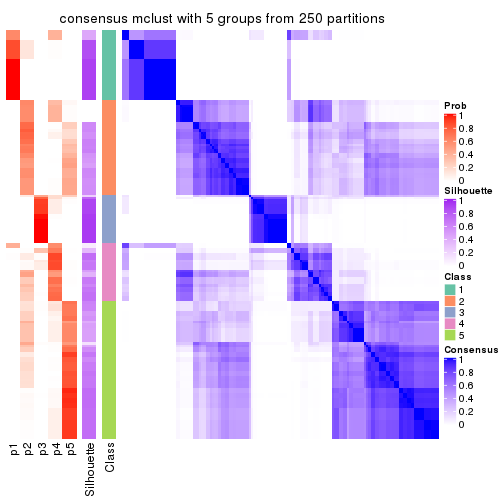 consensus mclust with 5 groups from 250 partitions
Prob
1
0.8
0.6
0.4
0.2
0
Silhouette
1
0.8
0.6
0.4
0.2
0
Class
1
2
3
4
5
Consensus
1
0.8
0.6
0.4
0.2
0
p1
p2
p3
p4
p5
Silhouette
Class